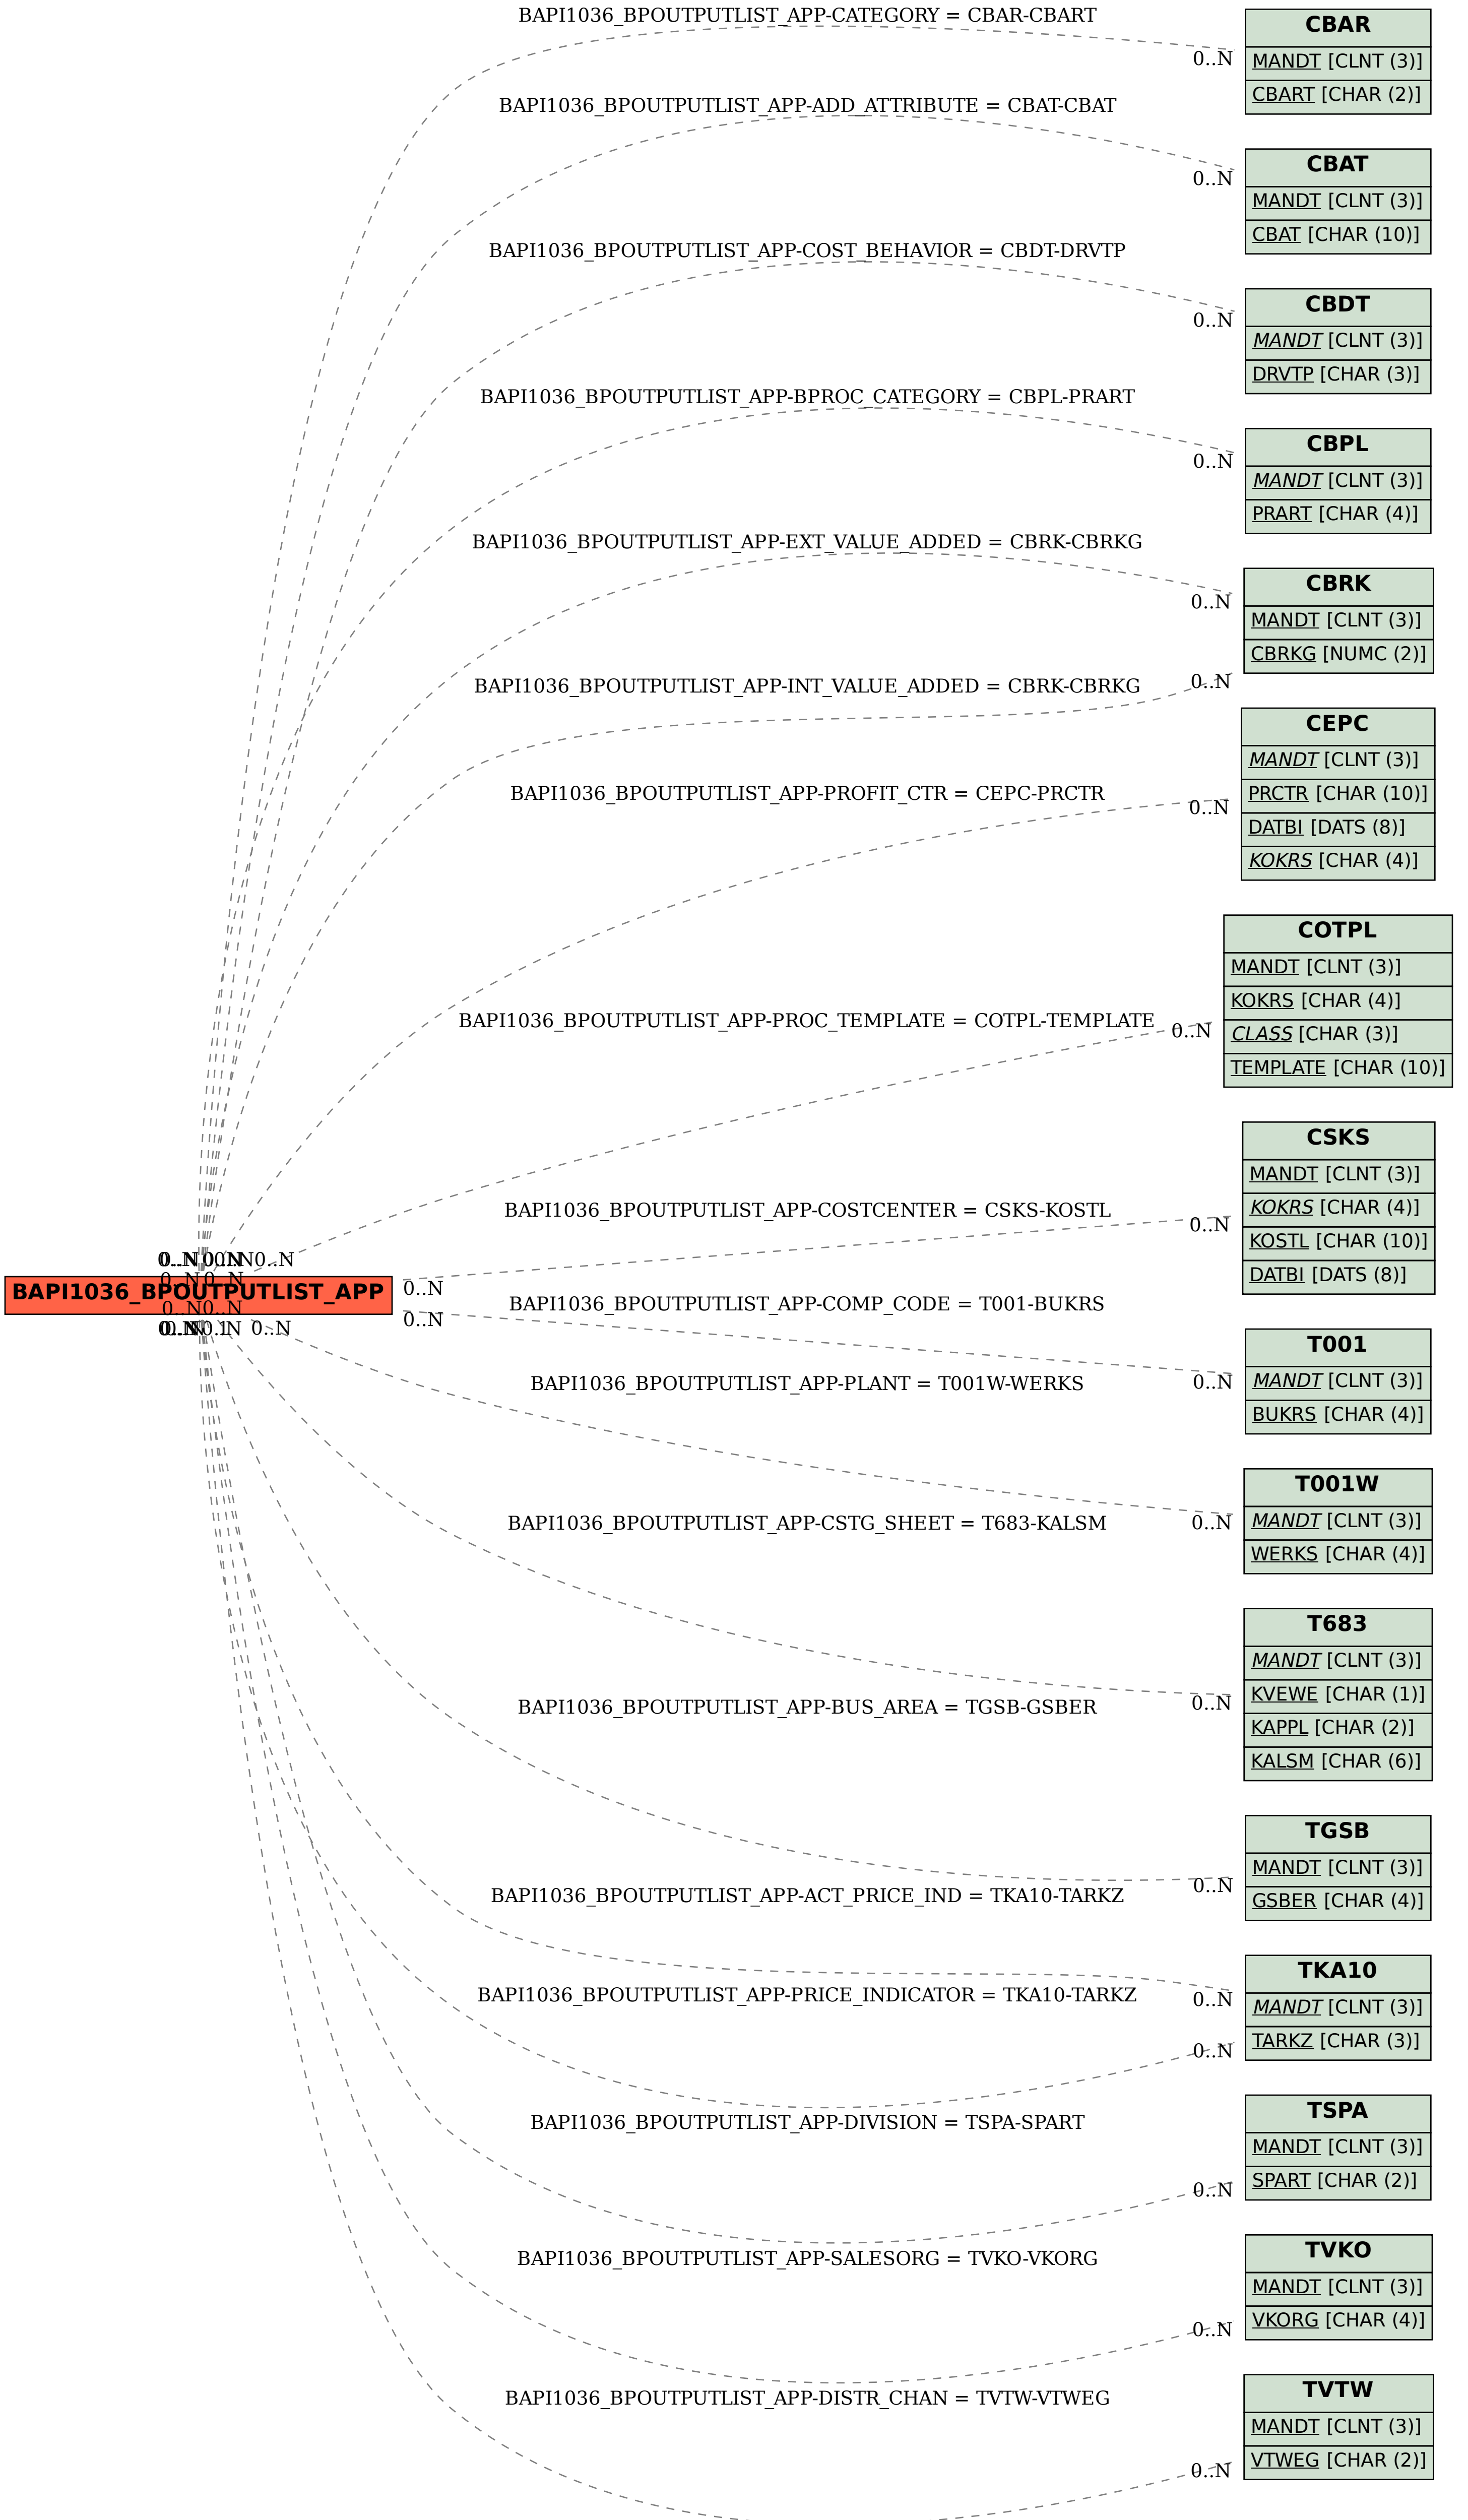 BAPI1036_BPOUTPUTLIST_APP-CATEGORY = CBAR-CBART
0..N
CBAR
MANDT [CLNT (3)]
CBART [CHAR (2)]
BAPI1036_BPOUTPUTLIST_APP-ADD_ATTRIBUTE = CBAT-CBAT
0..N
CBAT
MANDT [CLNT (3)]
CBAT [CHAR (10)]
BAPI1036_BPOUTPUTLIST_APP-COST_BEHAVIOR = CBDT-DRVTP
0..N
CBDT
MANDT [CLNT (3)]
DRVTP [CHAR (3)]
BAPI1036_BPOUTPUTLIST_APP-BPROC_CATEGORY = CBPL-PRART
0..N
CBPL
MANDT [CLNT (3)]
PRART [CHAR (4)]
BAPI1036_BPOUTPUTLIST_APP-EXT_VALUE_ADDED = CBRK-CBRKG
0..N
CBRK
MANDT [CLNT (3)]
CBRKG [NUMC (2)]
BAPI1036_BPOUTPUTLIST_APP-INT_VALUE_ADDED = CBRK-CBRKG
0..N
BAPI1036_BPOUTPUTLIST_APP-PROFIT_CTR = CEPC-PRCTR
0..N
CEPC
MANDT [CLNT (3)]
PRCTR [CHAR (10)]
DATBI [DATS (8)]
KOKRS [CHAR (4)]
BAPI1036_BPOUTPUTLIST_APP-PROC_TEMPLATE = COTPL-TEMPLATE
0..N
COTPL
MANDT [CLNT (3)]
KOKRS [CHAR (4)]
CLASS [CHAR (3)]
TEMPLATE [CHAR (10)]
BAPI1036_BPOUTPUTLIST_APP-COSTCENTER = CSKS-KOSTL
0..N
CSKS
MANDT [CLNT (3)]
KOKRS [CHAR (4)]
KOSTL [CHAR (10)]
DATBI [DATS (8)]
0..N
0..N
0..N
0..N
BAPI1036_BPOUTPUTLIST_APP
0..N
0..N
0..N
0..N
0..N
0..N
BAPI1036_BPOUTPUTLIST_APP-COMP_CODE = T001-BUKRS
0..N
T001
MANDT [CLNT (3)]
BUKRS [CHAR (4)]
BAPI1036_BPOUTPUTLIST_APP-PLANT = T001W-WERKS
0..N
T001W
MANDT [CLNT (3)]
WERKS [CHAR (4)]
BAPI1036_BPOUTPUTLIST_APP-CSTG_SHEET = T683-KALSM
0..N
T683
MANDT [CLNT (3)]
KVEWE [CHAR (1)]
KAPPL [CHAR (2)]
KALSM [CHAR (6)]
BAPI1036_BPOUTPUTLIST_APP-BUS_AREA = TGSB-GSBER
0..N
TGSB
MANDT [CLNT (3)]
GSBER [CHAR (4)]
BAPI1036_BPOUTPUTLIST_APP-ACT_PRICE_IND = TKA10-TARKZ
0..N
TKA10
MANDT [CLNT (3)]
TARKZ [CHAR (3)]
BAPI1036_BPOUTPUTLIST_APP-PRICE_INDICATOR = TKA10-TARKZ
0..N
BAPI1036_BPOUTPUTLIST_APP-DIVISION = TSPA-SPART
0..N
TSPA
MANDT [CLNT (3)]
SPART [CHAR (2)]
BAPI1036_BPOUTPUTLIST_APP-SALESORG = TVKO-VKORG
0..N
TVKO
MANDT [CLNT (3)]
VKORG [CHAR (4)]
BAPI1036_BPOUTPUTLIST_APP-DISTR_CHAN = TVTW-VTWEG
0..N
TVTW
MANDT [CLNT (3)]
VTWEG [CHAR (2)]